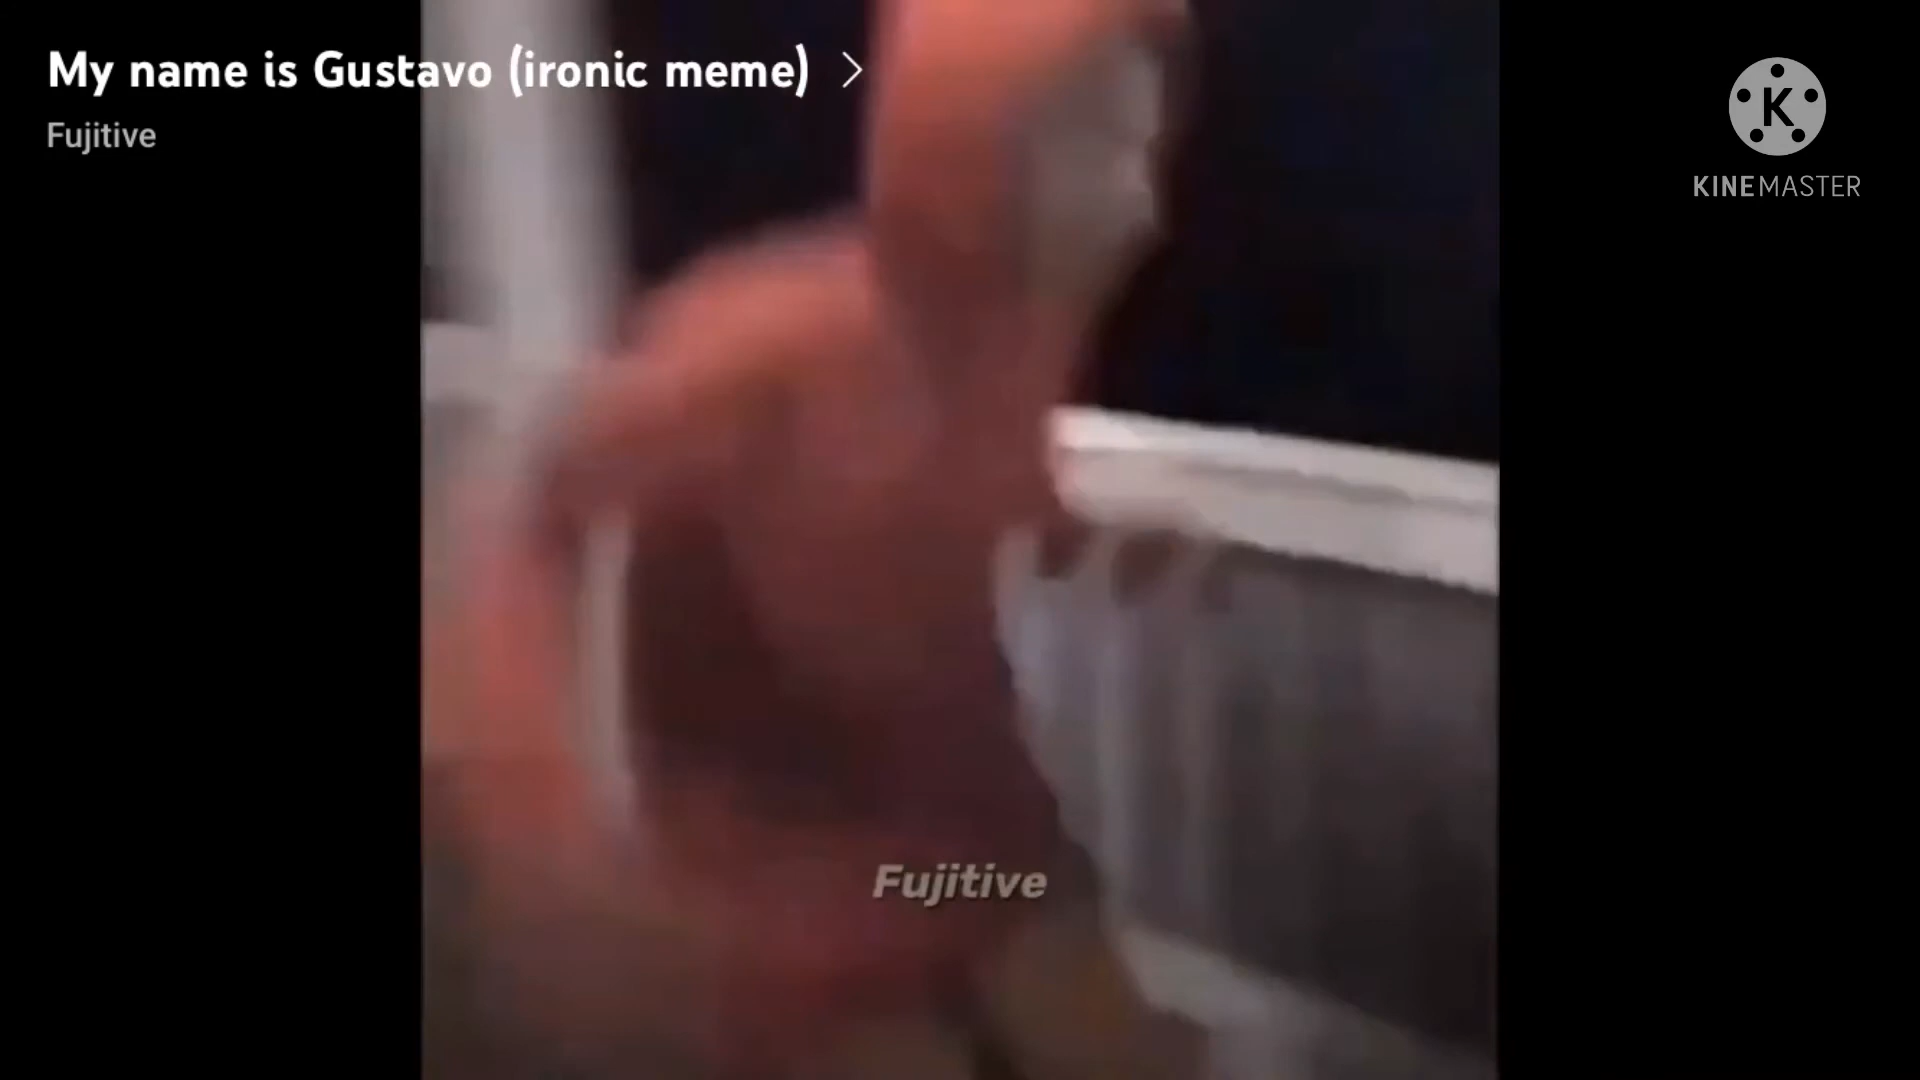 My name is Gustavo (ironic meme)
Fujitive
K
KINEMASTER
Fujitive